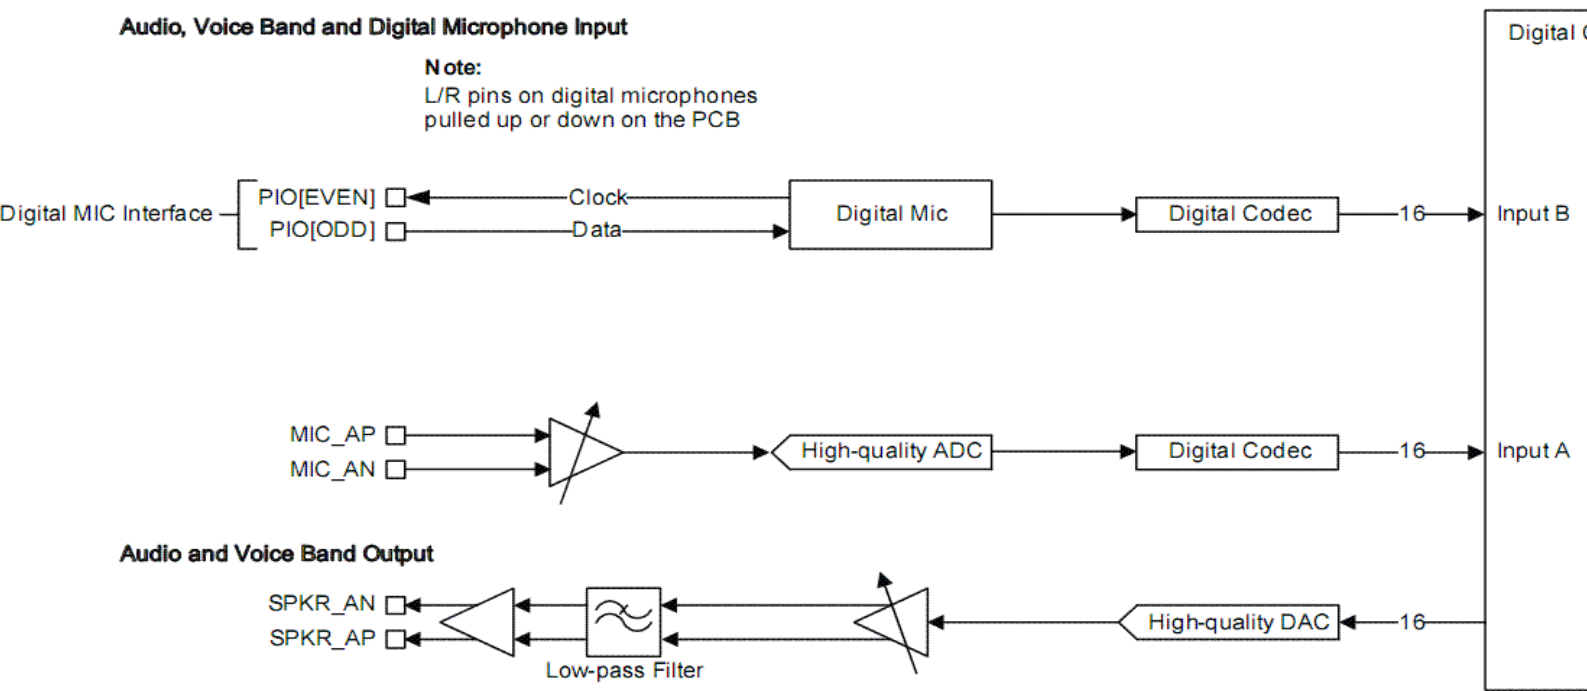 Audio, Voice Band and Digital Microphone Input
Digital
Note:
L/R pins on digital microphones
pulled up or down on the PCB
Digital MIC Interface
PIO[EVEN]
Clock
PIO[ODD]
Data
Digital Mic
Digital Codec
16
Input B
MIC_AP
MIC_AN
High-quality ADC
Digital Codec
16
Input A
Audio and Voice Band Output
SPKR_AN
SPKR_AP
Low-pass Filter
High-quality DAC
16